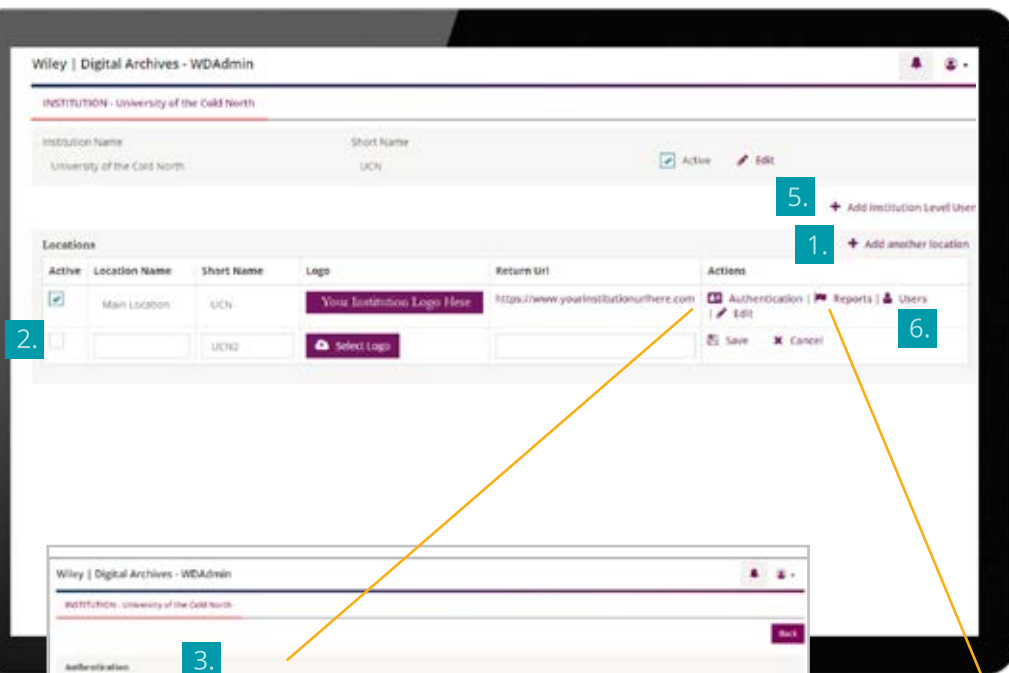 Wiley | Digital Archives - WDAdmin
INSTITUTION - University of the Cold North
Institution Name Short Name
University of the Cold North UCN Active Edit
5. Add Institution Level User
Locations 1. Add another location
Active Location Name Short Name Logo Return Url Actions
Main Location UCN Your Institution Logo Here https://www.yourinstitutionurlhere.com Authentication | Reports | Users
| Edit 6.
2. UCN2 Select Logo Save Cancel
Wiley | Digital Archives - WDAdmin
INSTITUTION - University of the Cold North
Back
Authentication 3.